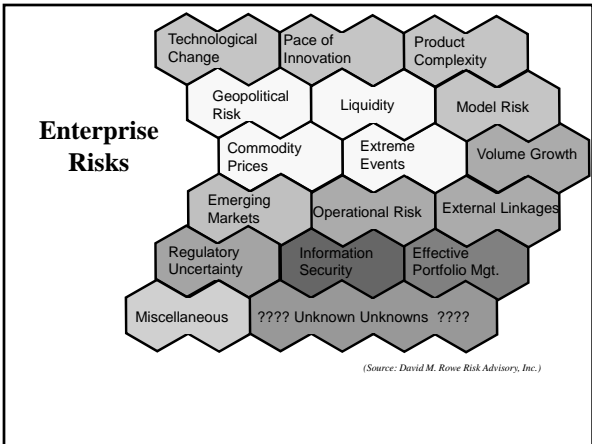 Technological
Change
Pace of
Innovation
Product
Complexity
Geopolitical
Risk
Liquidity
Model Risk
Enterprise
Risks
Commodity
Prices
Extreme
Events
Volume Growth
Emerging
Markets
Operational Risk
External Linkages
Regulatory
Uncertainty
Information
Security
Effective
Portfolio Mgt.
Miscellaneous
???? Unknown Unknowns ????
(Source: David M. Rowe Risk Advisory, Inc.)